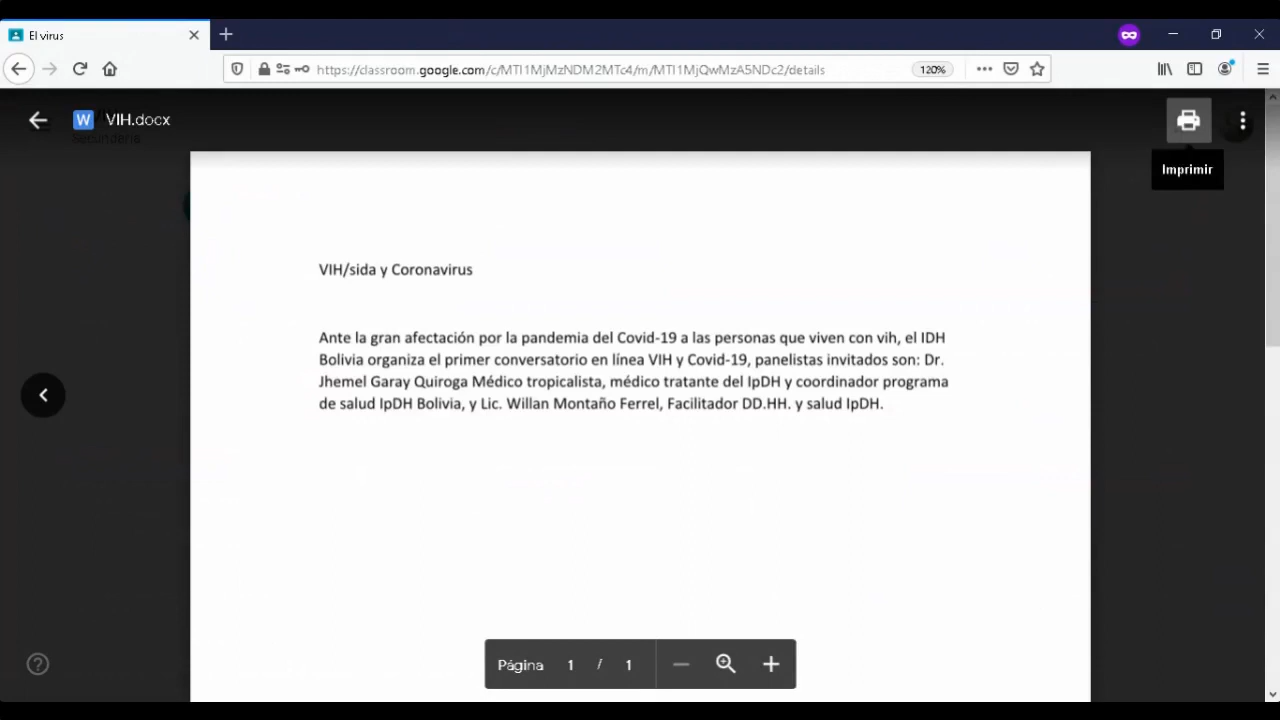 El virus
https://classroom.google.com/c/MTI1MjMzNDM2MTc4/m/MTI1MjQwMzA5NDc2/details
120%
W VIH.docx
Secundaria
Imprimir
VIH/sida y Coronavirus
Ante la gran afectación por la pandemia del Covid-19 a las personas que viven con vih, el IDH
Bolivia organiza el primer conversatorio en línea VIH y Covid-19, panelistas invitados son: Dr.
Jhemel Garay Quiroga Médico tropicalista, médico tratante del IpDH y coordinador programa
de salud IpDH Bolivia, y Lic. Willan Montaño Ferrel, Facilitador DD.HH. y salud IpDH.
Página 1 / 1